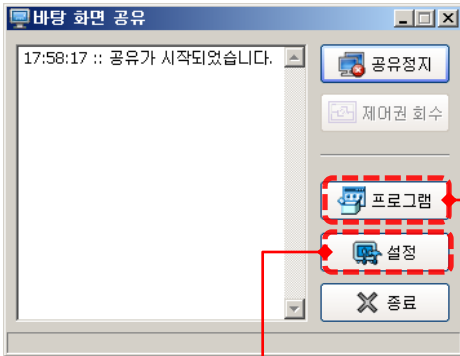 바탕 화면 공유
17:58:17 :: 공유가 시작되었습니다.
공유정지
제어권 회수
프로그램
설정
종료